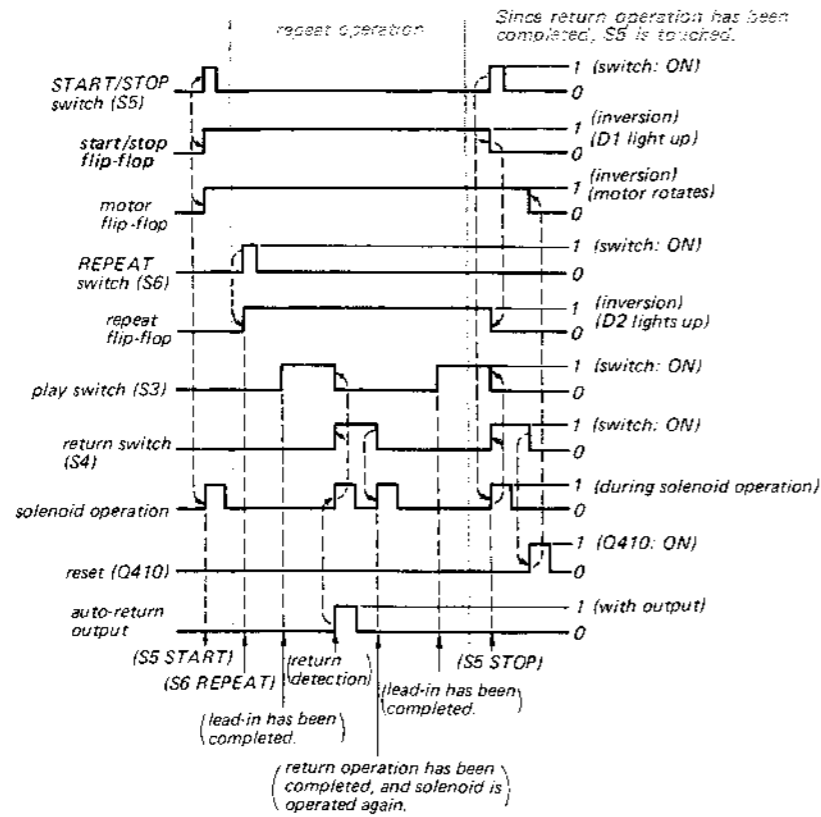 repeat operation
Since return operation has been
completed, S5 is touched.
START/STOP
switch (S5)
1 (switch: ON)
0
start/stop
flip-flop
1 (inversion)
(D1 light up)
0
motor
flip-flop
1 (inversion)
(motor rotates)
0
REPEAT
switch (S6)
1 (switch: ON)
0
repeat
flip-flop
1 (inversion)
(D2 lights up)
0
play switch (S3)
1 (switch: ON)
0
return switch
(S4)
1 (switch: ON)
0
solenoid operation
1 (during solenoid operation)
0
reset (Q410)
1 (Q410: ON)
0
auto-return
output
1 (with output)
0
(S5 START)
(S6 REPEAT)
(lead-in has been
completed.)
(return
detection)
(return operation has been
completed, and solenoid is
operated again.)
(lead-in has been
completed.)
(S5 STOP)